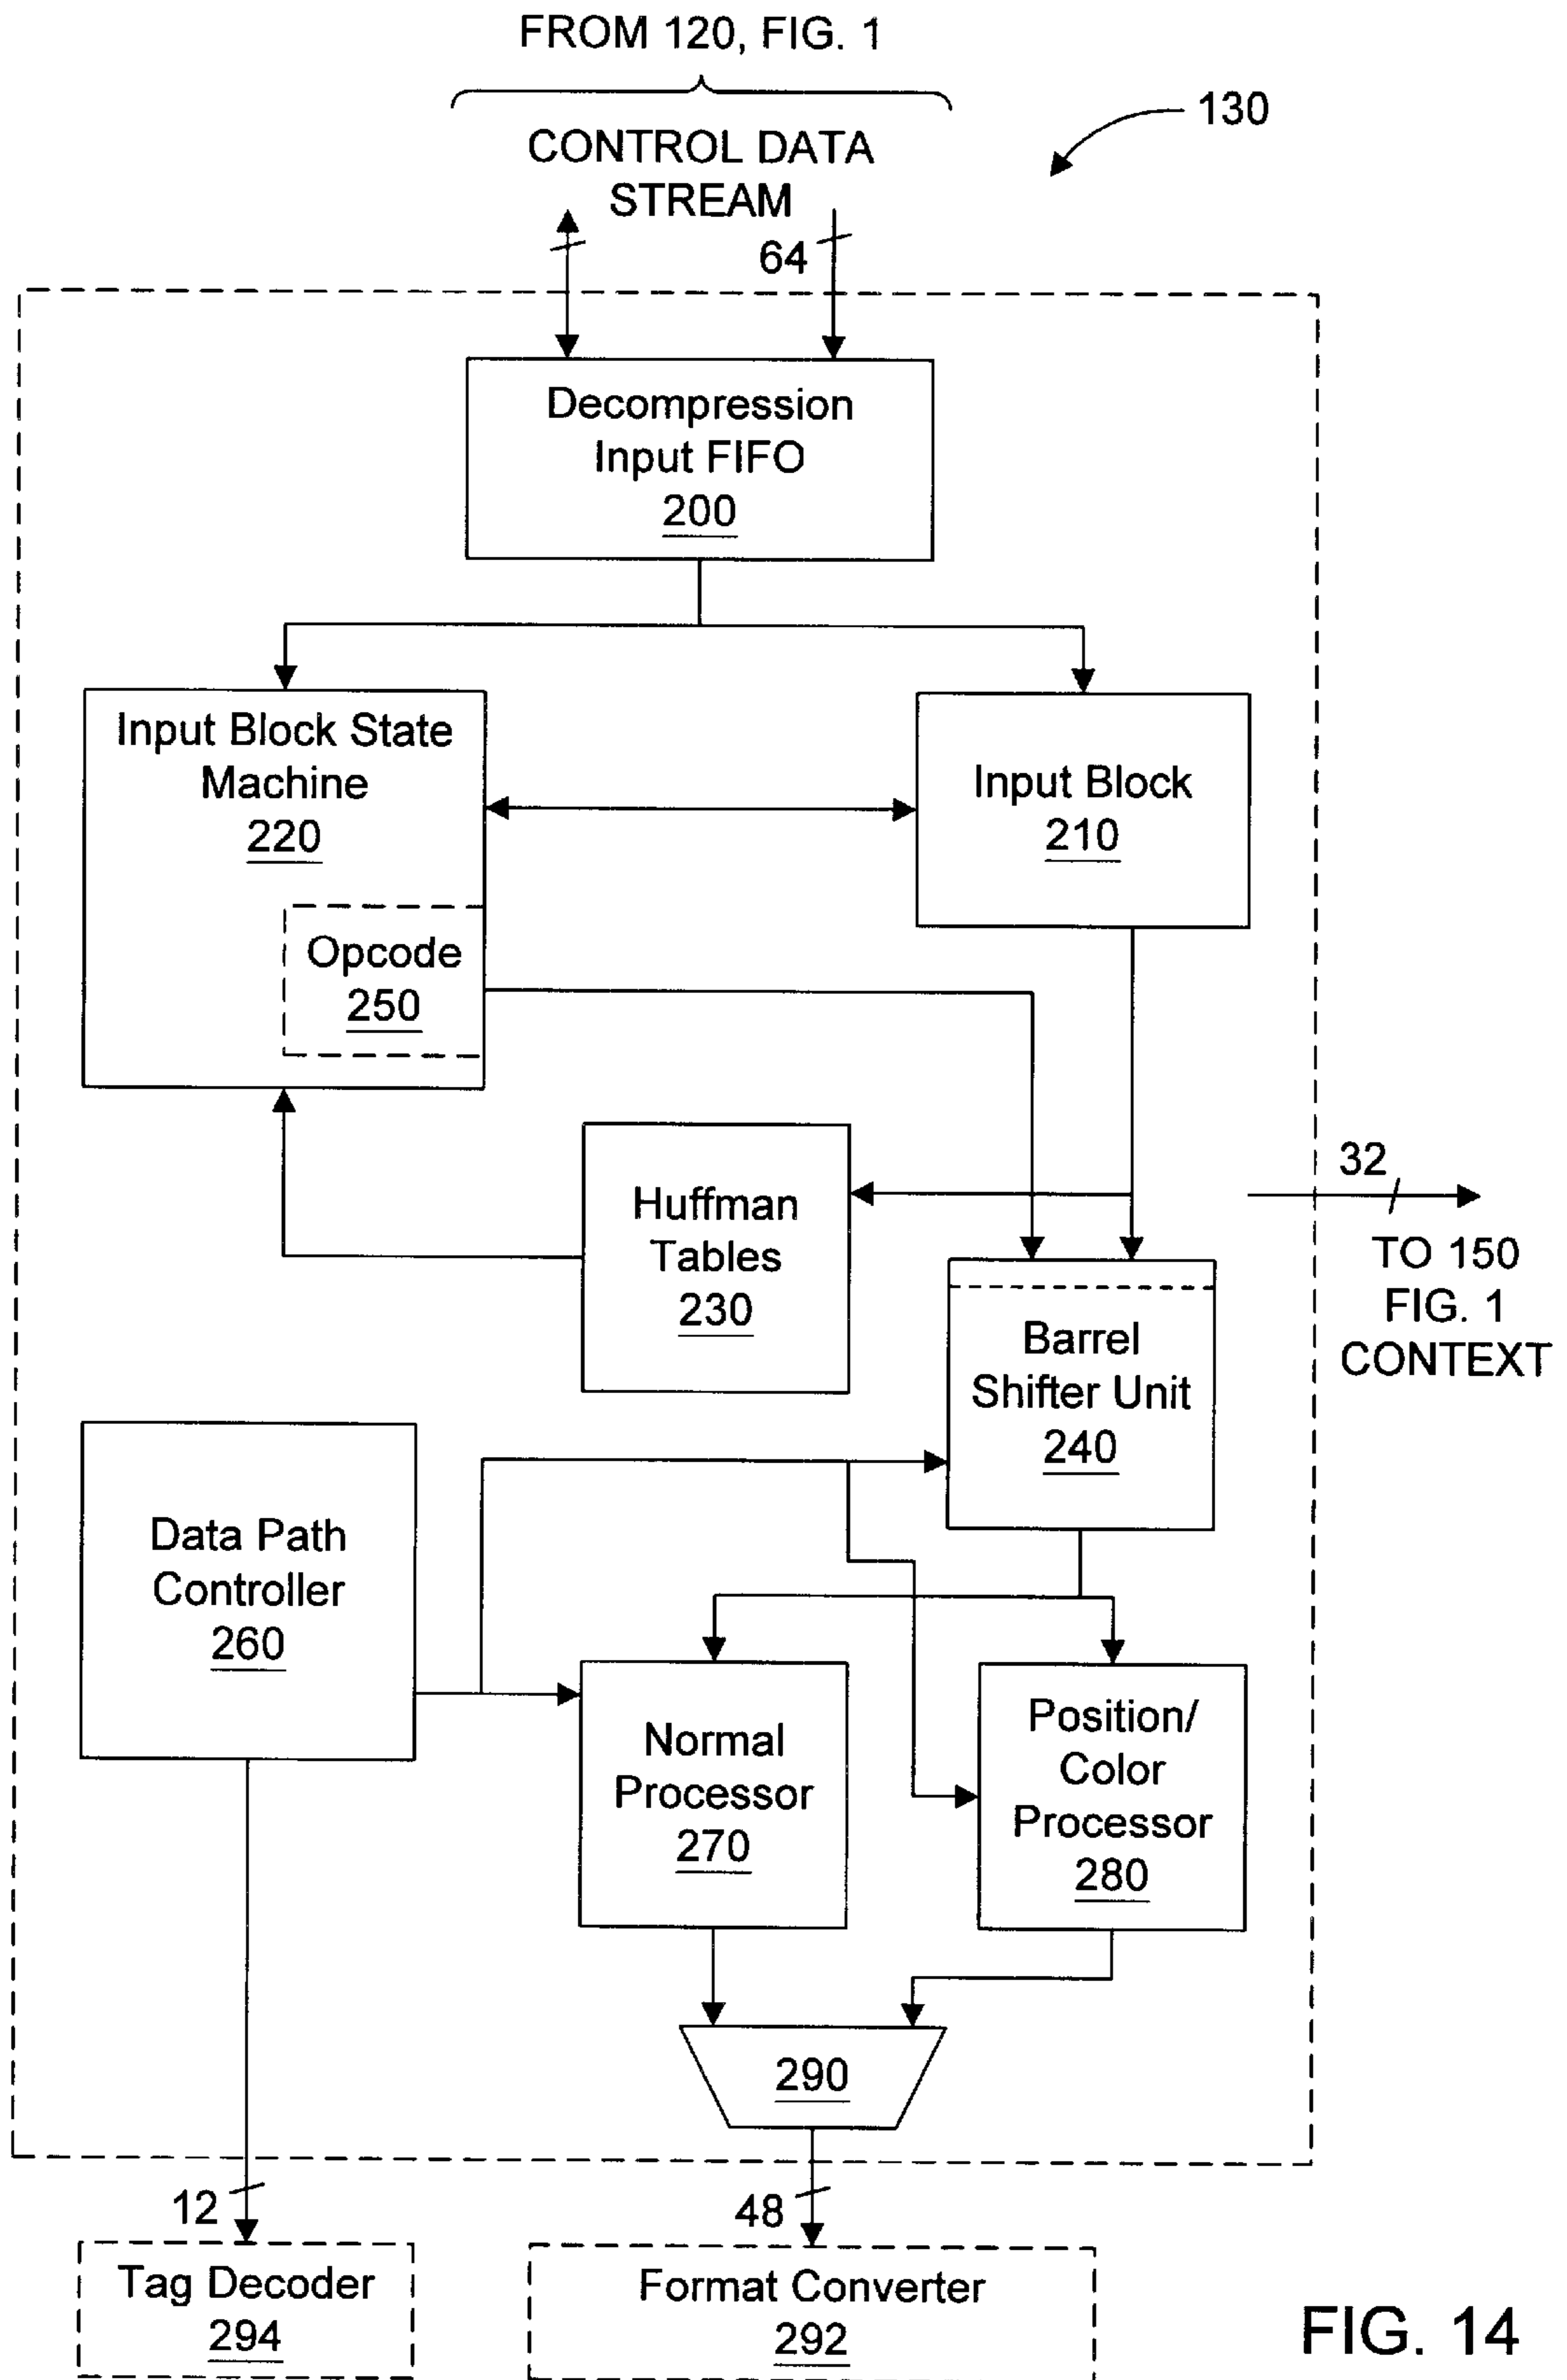 FROM 120, FIG. 1
130
CONTROL DATA
STREAM
64
Decompression
Input FIFO
200
Input Block State
Machine
220
Input Block
210
Opcode
250
32
TO 150
FIG. 1
CONTEXT
Huffman
Tables
230
Barrel
Shifter Unit
240
Data Path
Controller
260
Normal
Processor
270
Position/
Color
Processor
280
290
12
48
Tag Decoder
294
Format Converter
292
FIG. 14